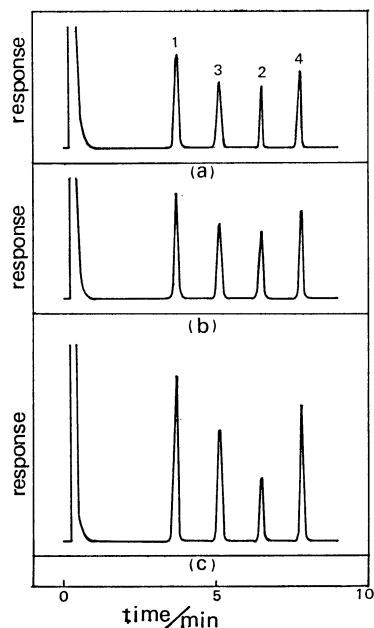 response
1
3
2
4
(a)
response
(b)
response
(c)
0
5
10
time/min